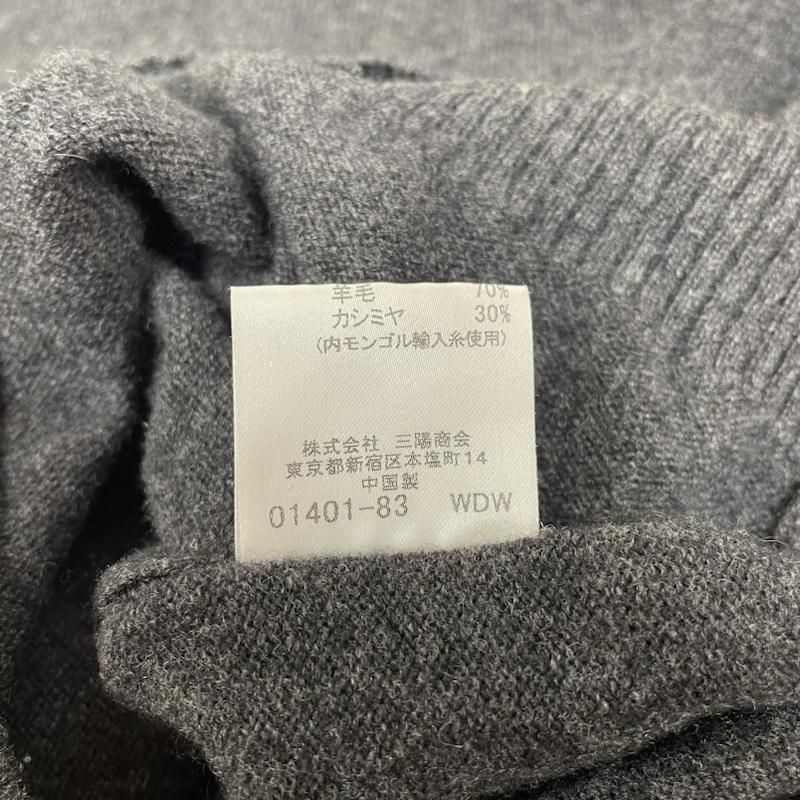 羊毛 70%
カシミヤ 30%
(内モンゴル輸入糸使用)
株式会社 三陽商会
東京都新宿区本塩町14
中国製
01401-83 WDW